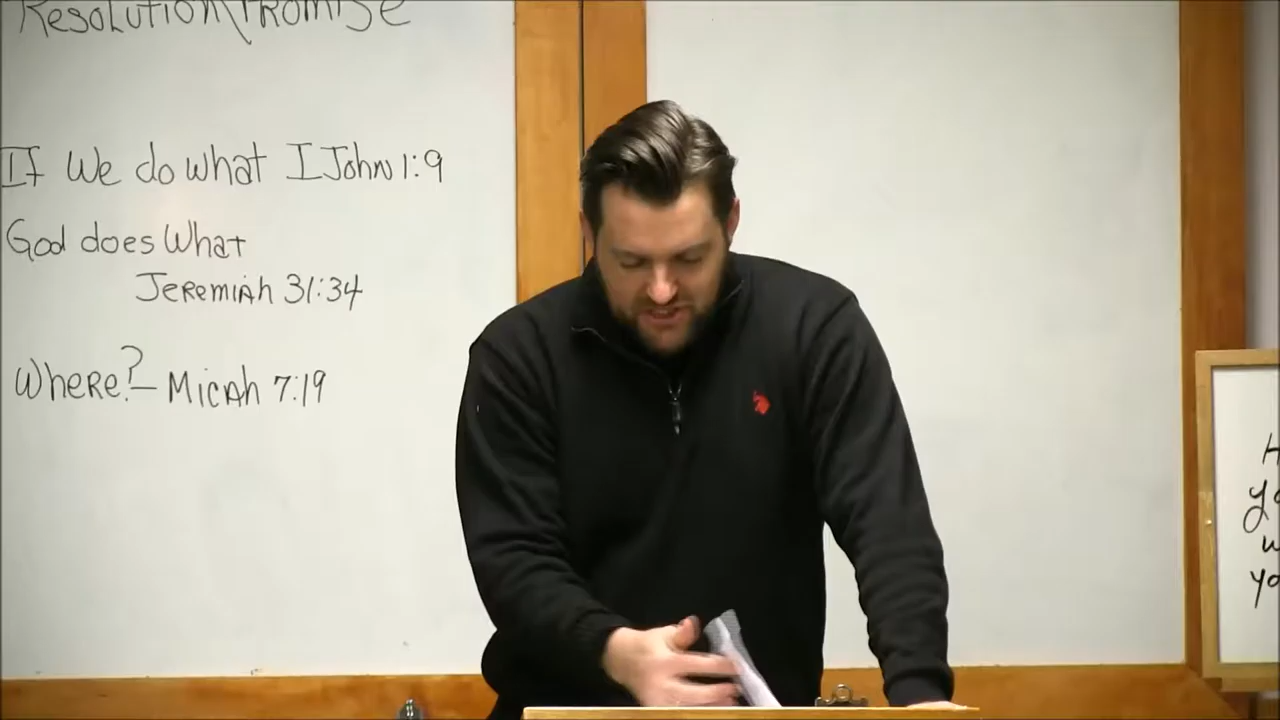 Resolution/Promise
If We do what I John 1:9
God does What
Jeremiah 31:34
Where?- Micah 7:19